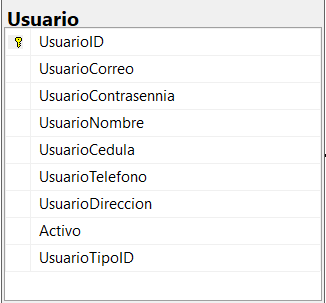 Usuario
UsuarioID
UsuarioCorreo
UsuarioContrasennia
UsuarioNombre
UsuarioCedula
UsuarioTelefono
UsuarioDireccion
Activo
UsuarioTipoID